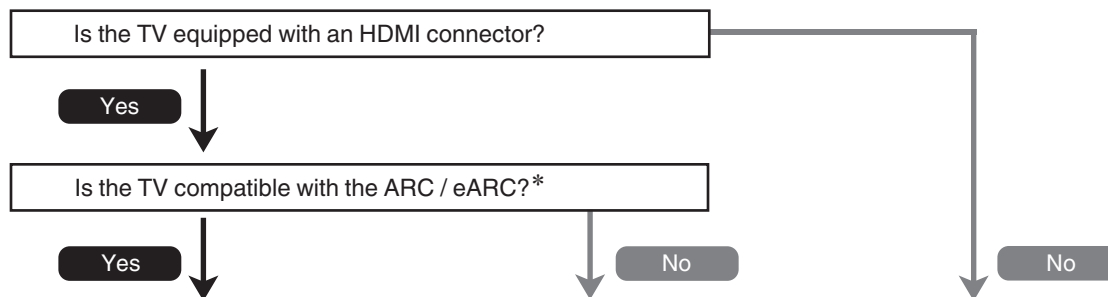 Is the TV equipped with an HDMI connector?
Yes
Is the TV compatible with the ARC / eARC?*
Yes
No
No